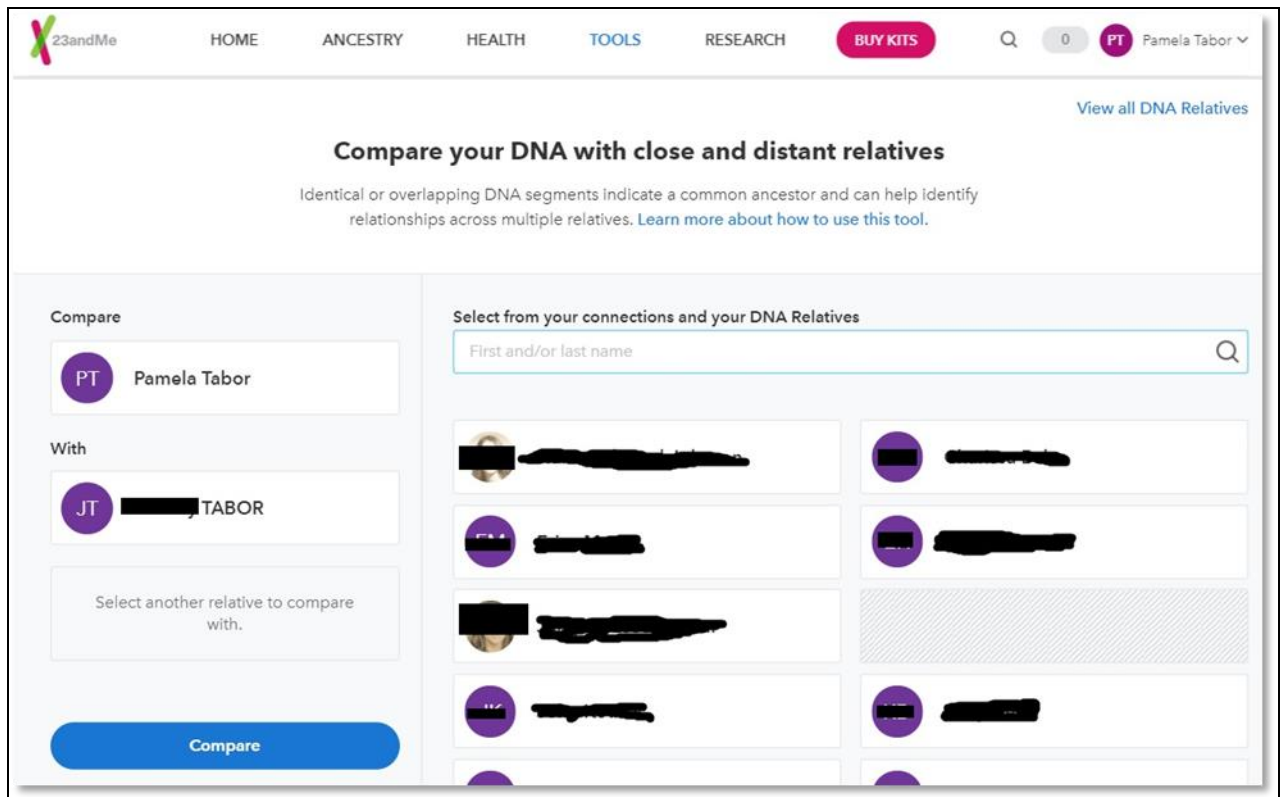 23andMe HOME ANCESTRY HEALTH TOOLS RESEARCH BUY KITS 0 PT Pamela Tabor
View all DNA Relatives
Compare your DNA with close and distant relatives
Identical or overlapping DNA segments indicate a common ancestor and can help identify
relationships across multiple relatives. Learn more about how to use this tool.
Compare
PT Pamela Tabor
With
JT TABOR
Select another relative to compare
with.
Compare
Select from your connections and your DNA Relatives
First and/or last name